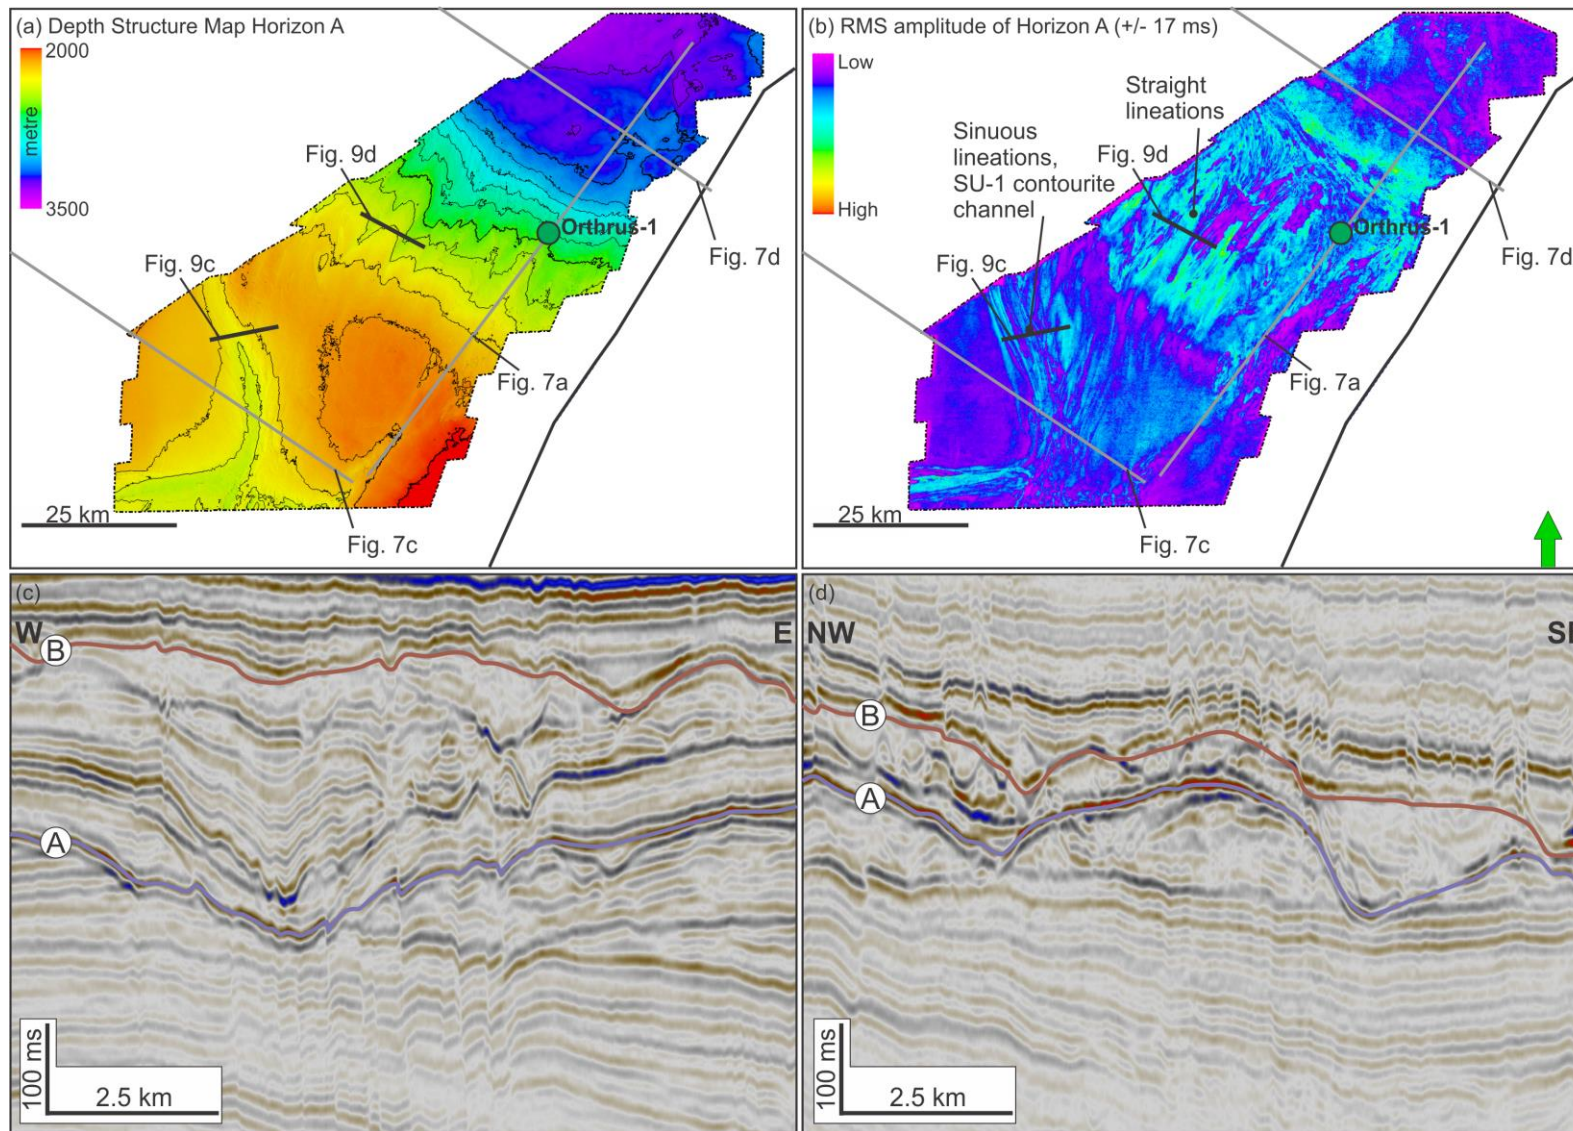 (a) Depth Structure Map Horizon A
2000
metre
3500
Fig. 9d
Fig. 9c
Orthrus-1
Fig. 7d
Fig. 7a
25 km
Fig. 7c
(b) RMS amplitude of Horizon A (+/- 17 ms)
Low
High
Straight
lineations
Sinuous
lineations,
SU-1 contourite
channel
Fig. 9d
Fig. 9c
Orthrus-1
Fig. 7d
Fig. 7a
25 km
Fig. 7c
(c)
W
E
B
A
100 ms
2.5 km
(d)
NW
SE
B
A
100 ms
2.5 km